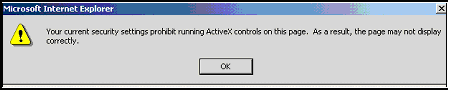 Microsoft Internet Explorer
Your current security settings prohibit running ActiveX controls on this page. As a result, the page may not display
correctly.
OK